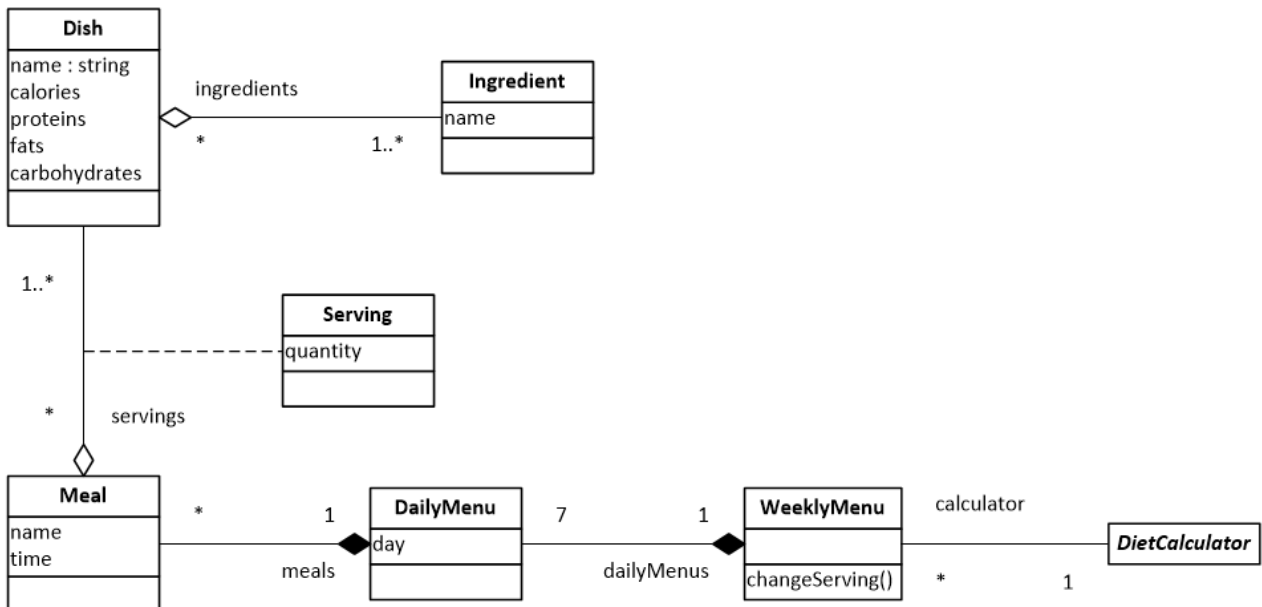 Dish
name : string
calories
proteins
fats
carbohydrates
ingredients
*
1..*
Ingredient
name
1..*
Serving
quantity
*
servings
Meal
name
time
*
1
meals
DailyMenu
day
7
1
dailyMenus
WeeklyMenu
changeServing()
calculator
*
1
DietCalculator